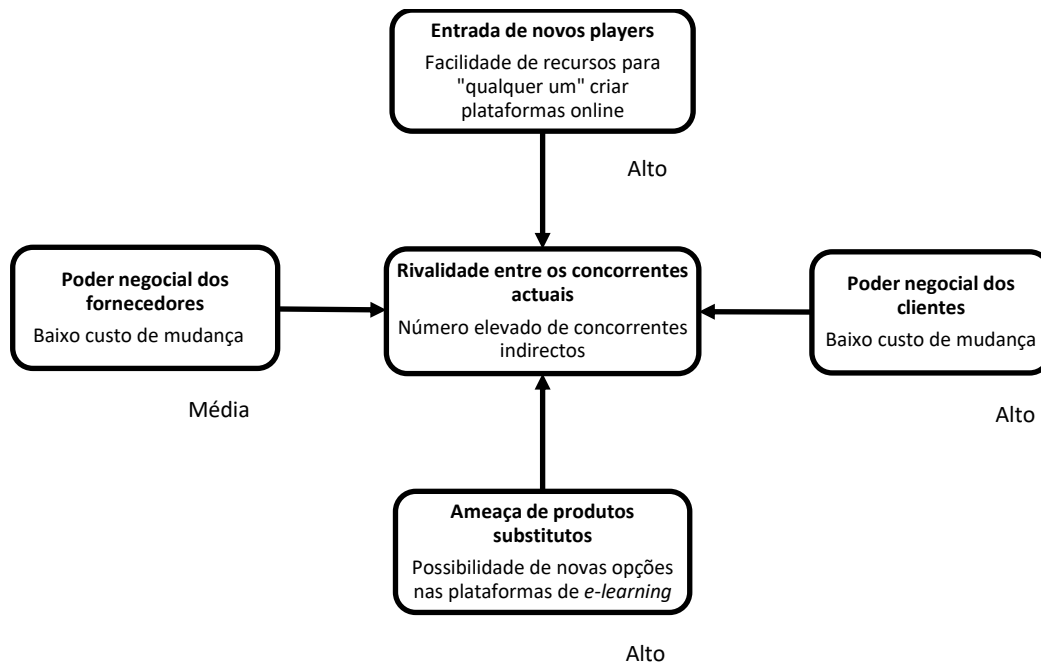 Entrada de novos players
Facilidade de recursos para
"qualquer um" criar
plataformas online
Alto
Poder negocial dos
fornecedores
Baixo custo de mudança
Média
Rivalidade entre os concorrentes
actuais
Número elevado de concorrentes
indirectos
Poder negocial dos
clientes
Baixo custo de mudança
Alto
Ameaça de produtos
substitutos
Possibilidade de novas opções
nas plataformas de e-learning
Alto